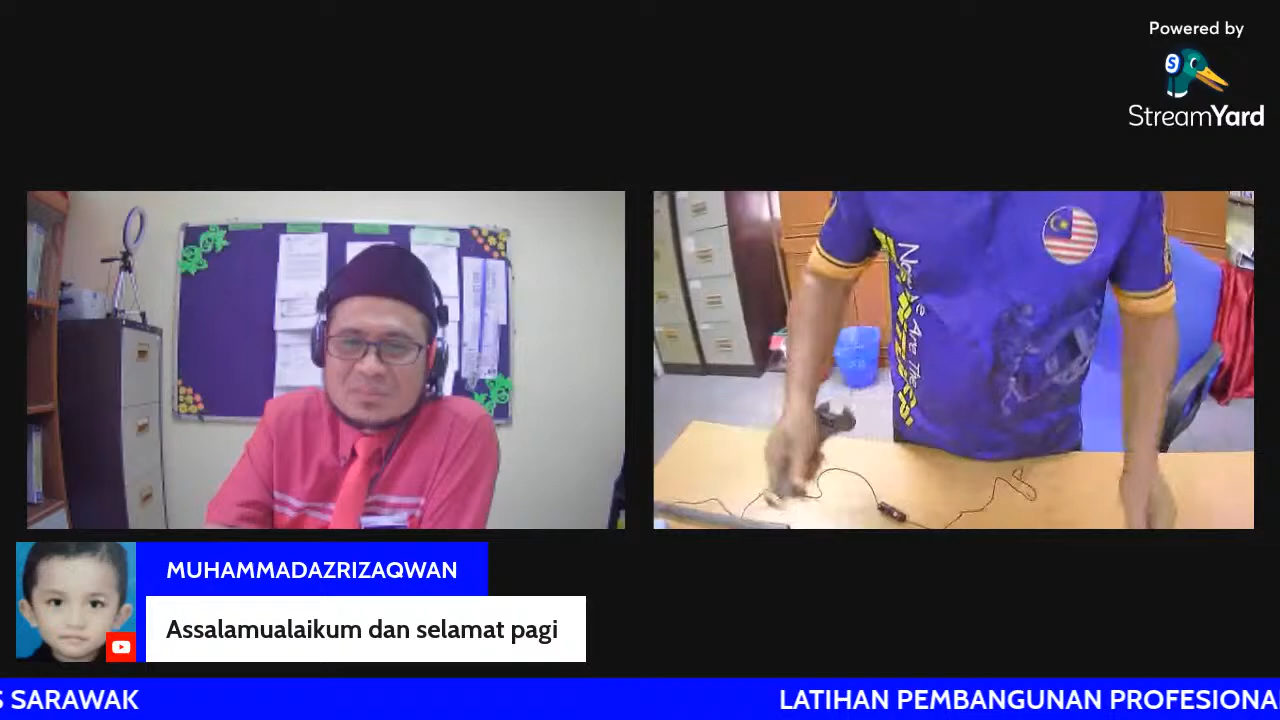 Powered by
StreamYard
MUHAMMADAZRIZAQWAN
Assalamualaikum dan selamat pagi
S SARAWAK
LATIHAN PEMBANGUNAN PROFESIONA